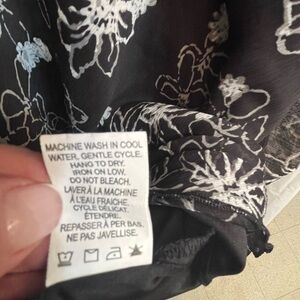 MACHINE WASH IN COOL
WATER, GENTLE CYCLE,
HANG TO DRY,
IRON ON LOW,
DO NOT BLEACH.
LAVER À LA MACHINE
À L'EAU FRAICHE,
CYCLE DÉLICAT,
ÉTENDRE,
REPASSER À PER BAS,
NE PAS JAVELLISE.